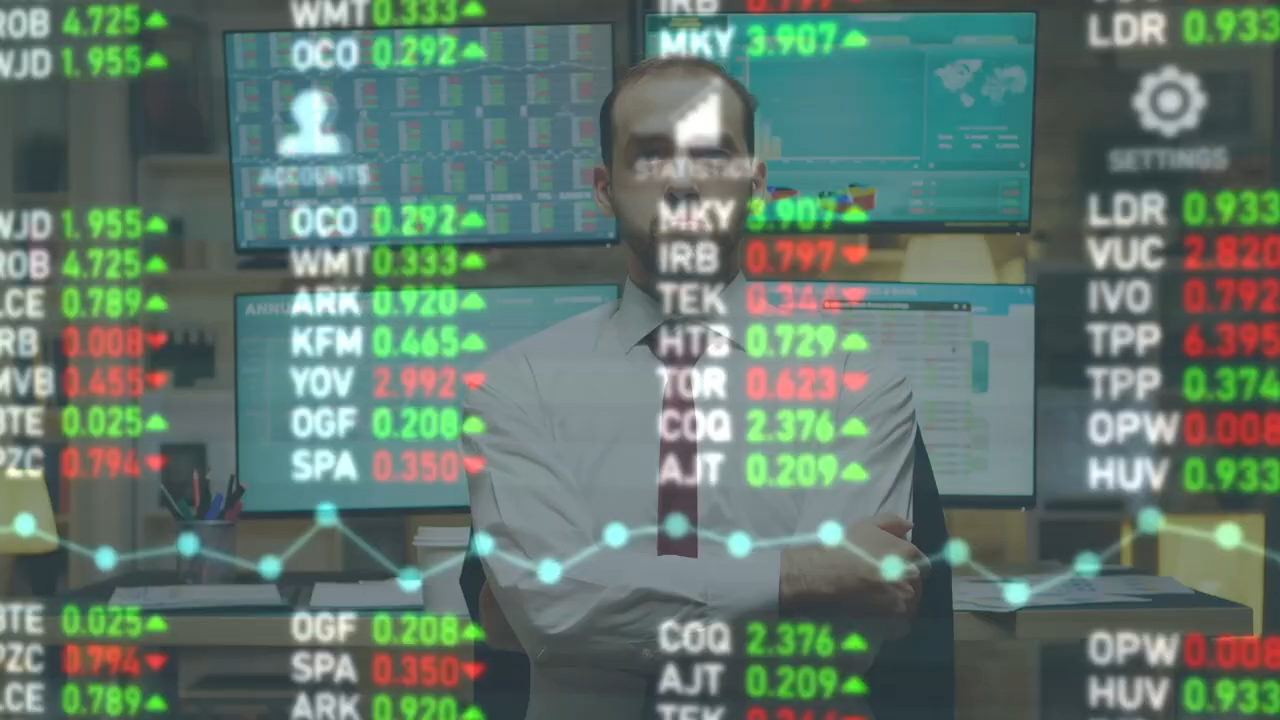 ROB 4.725
WJD 1.955
WMT 0.333
OCO 0.292
ACCOUNTS
IRB 0.797
MKY 3.907
STATISTICS
LDR 0.933
SETTINGS
WJD 1.955
ROB 4.725
LCE 0.789
RB 0.008
MVB 0.455
BTE 0.025
PZC 0.794
OCO 0.292
WMT 0.333
ARK 0.920
KFM 0.465
YOV 2.992
OGF 0.208
SPA 0.350
MKY 3.907
IRB 0.797
TEK 0.344
HTB 0.729
TOR 0.623
COQ 2.376
AJT 0.209
LDR 0.933
VUC 2.820
IVO 0.792
TPP 6.395
TPP 0.374
OPW 0.008
HUV 0.933
BTE 0.025
PZC 0.794
LCE 0.789
OGF 0.208
SPA 0.350
ARK 0.920
COQ 2.376
AJT 0.209
TEK 0.344
OPW 0.008
HUV 0.933